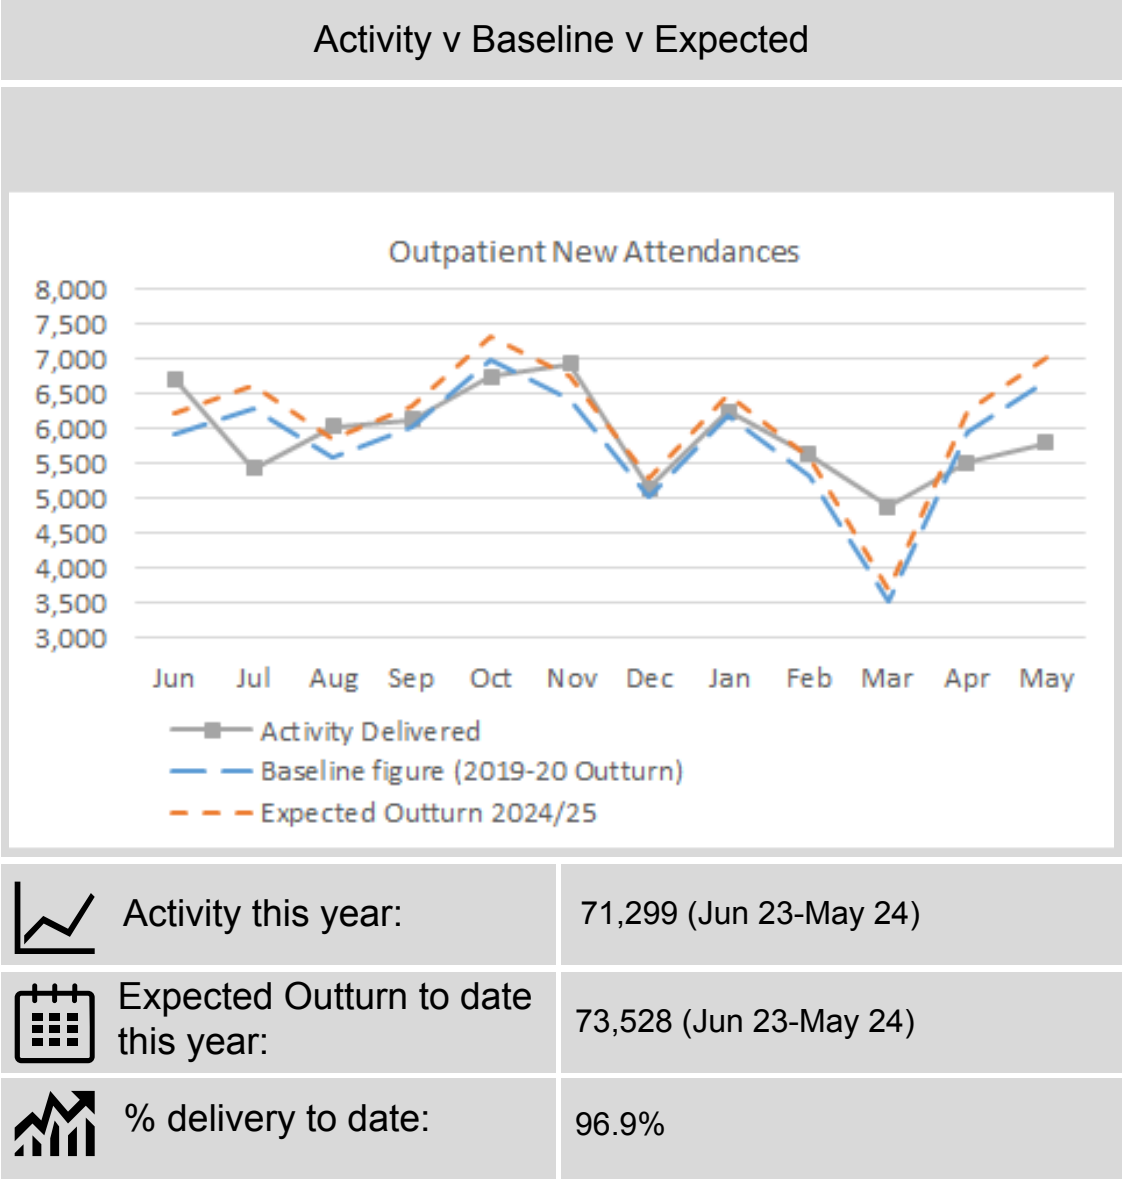 Activity v Baseline v Expected
Outpatient New Attendances
8,000
7,500
7,000
6,500
6,000
5,500
5,000
4,500
4,000
3,500
3,000
Jun Jul Aug Sep Oct Nov Dec Jan Feb Mar Apr May
Activity Delivered
Baseline figure (2019-20 Outturn)
Expected Outturn 2024/25
Activity this year:
71,299 (Jun 23-May 24)
Expected Outturn to date
this year:
73,528 (Jun 23-May 24)
% delivery to date:
96.9%